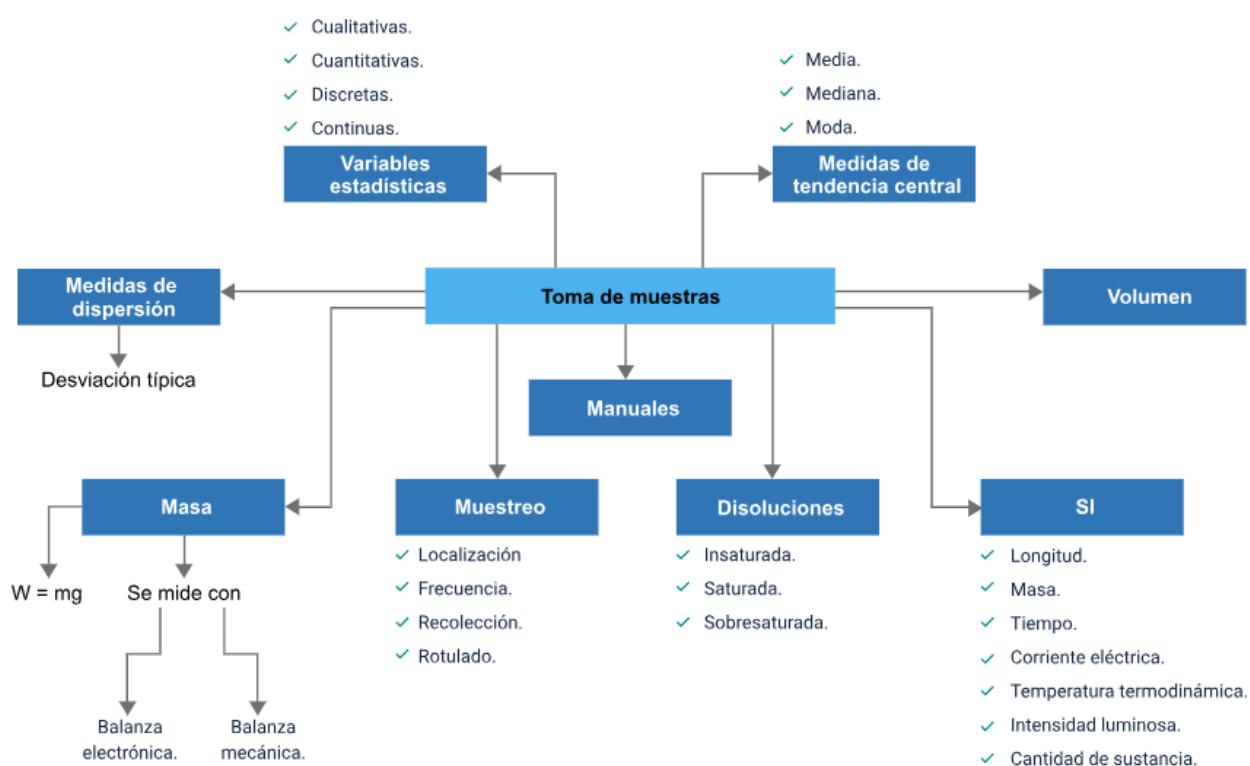 Cualitativas.
Cuantitativas.
Discretas.
Continuas.
Variables
estadísticas
Media.
Mediana.
Moda.
Medidas de
tendencia central
Medidas de
dispersión
Desviación típica
Toma de muestras
Volumen
Manuales
Masa
W = mg
Se mide con
Balanza
electrónica.
Balanza
mecánica.
Muestreo
Localización
Frecuencia.
Recolección.
Rotulado.
Disoluciones
Insaturada.
Saturada.
Sobresaturada.
SI
Longitud.
Masa.
Tiempo.
Corriente eléctrica.
Temperatura termodinámica.
Intensidad luminosa.
Cantidad de sustancia.